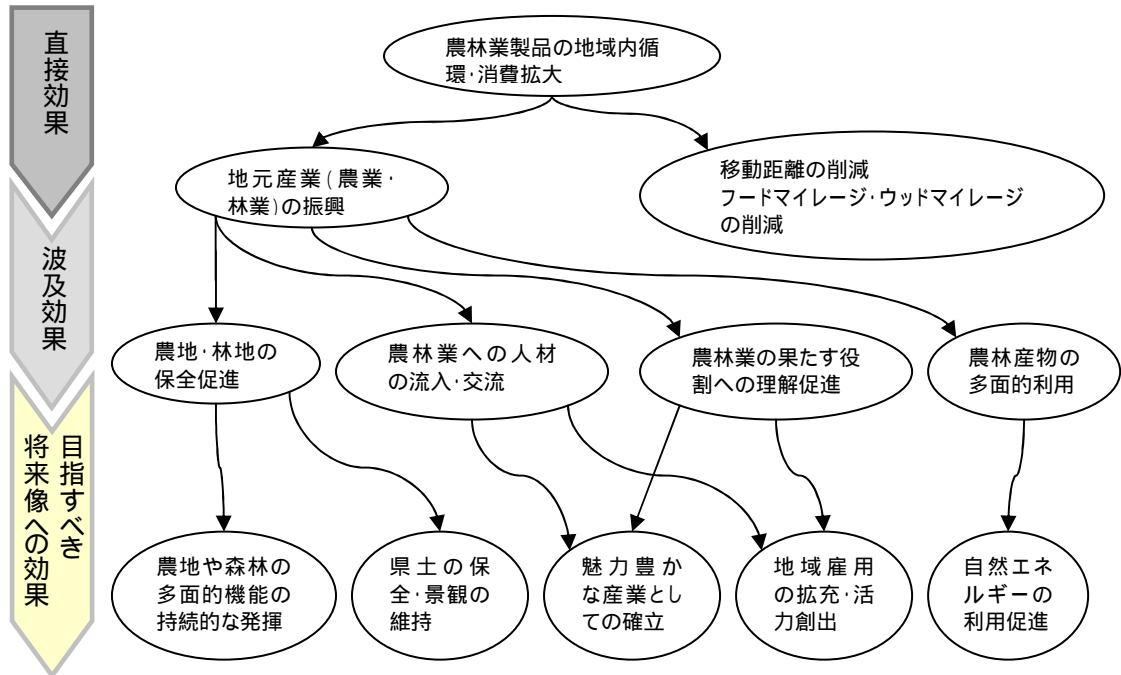 直接効果
農林業製品の地域内循
環・消費拡大
地元産業(農業・
林業)の振興
移動距離の削減
フードマイレージ・ウッドマイレージ
の削減
波及効果
農地・林地の
保全促進
農林業への人材
の流入・交流
農林業の果たす役
割への理解促進
農林産物の
多面的利用
目指すべき
将来像への効果
農地や森林の
多面的機能の
持続的な発揮
県土の保
全・景観の
維持
魅力豊か
な産業とし
ての確立
地域雇用
の拡充・活
力創出
自然エネ
ルギーの
利用促進